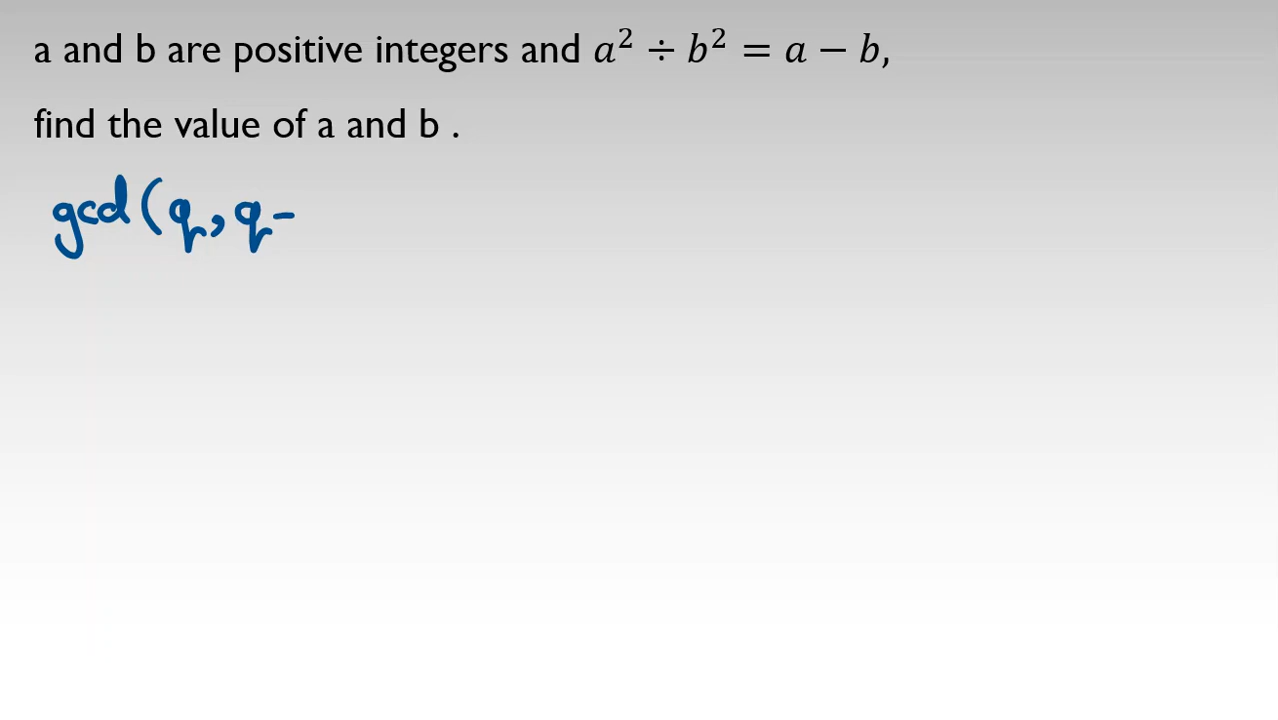 a and b are positive integers and a² ÷ b² = a − b,
find the value of a and b .
gcd(q,q-